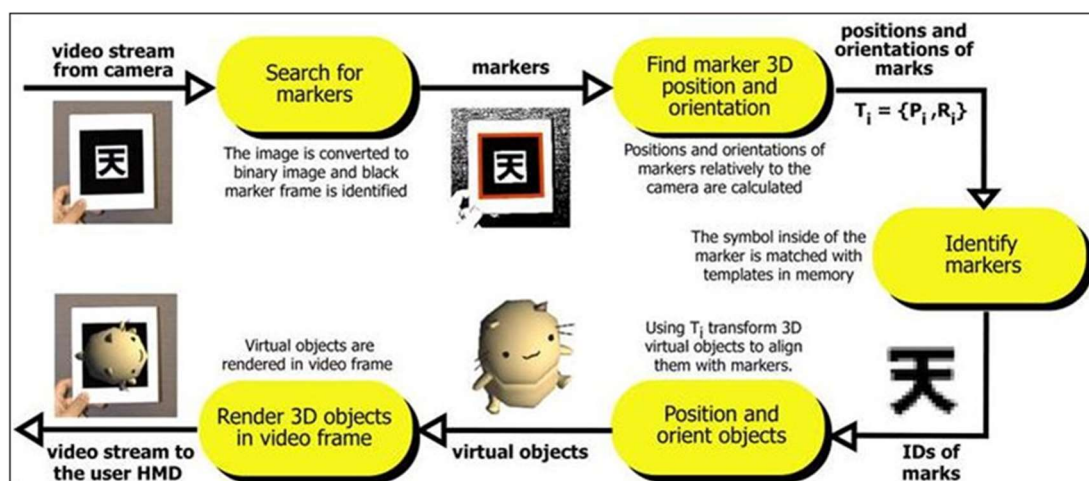 video stream
from camera
Search for
markers
markers
Find marker 3D
position and
orientation
positions and
orientations of
marks
T_i = {P_i ,R_i}
天
The image is converted to
binary image and black
marker frame is identified
天
Positions and orientations of
markers relatively to the
camera are calculated
The symbol inside of the
marker is matched with
templates in memory
Identify
markers
Virtual objects are
rendered in video frame
Using T_i transform 3D
virtual objects to align
them with markers.
天
Render 3D objects
in video frame
Position and
orient objects
video stream to
the user HMD
virtual objects
IDs of
marks